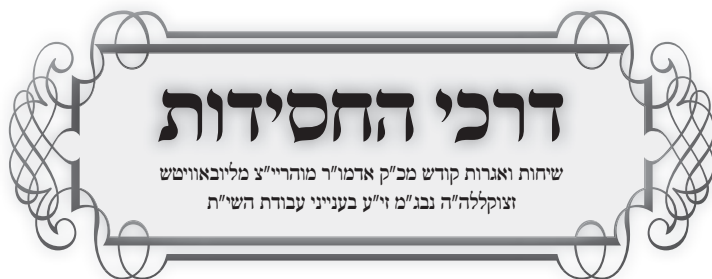 דרכי החסידות
שיחות ואגרות קודש מכ"ק אדמו"ר מוהריי"צ מליובאוויטש
זצוקללה"ה נבג"מ זי"ע בענייני עבודת השי"ת